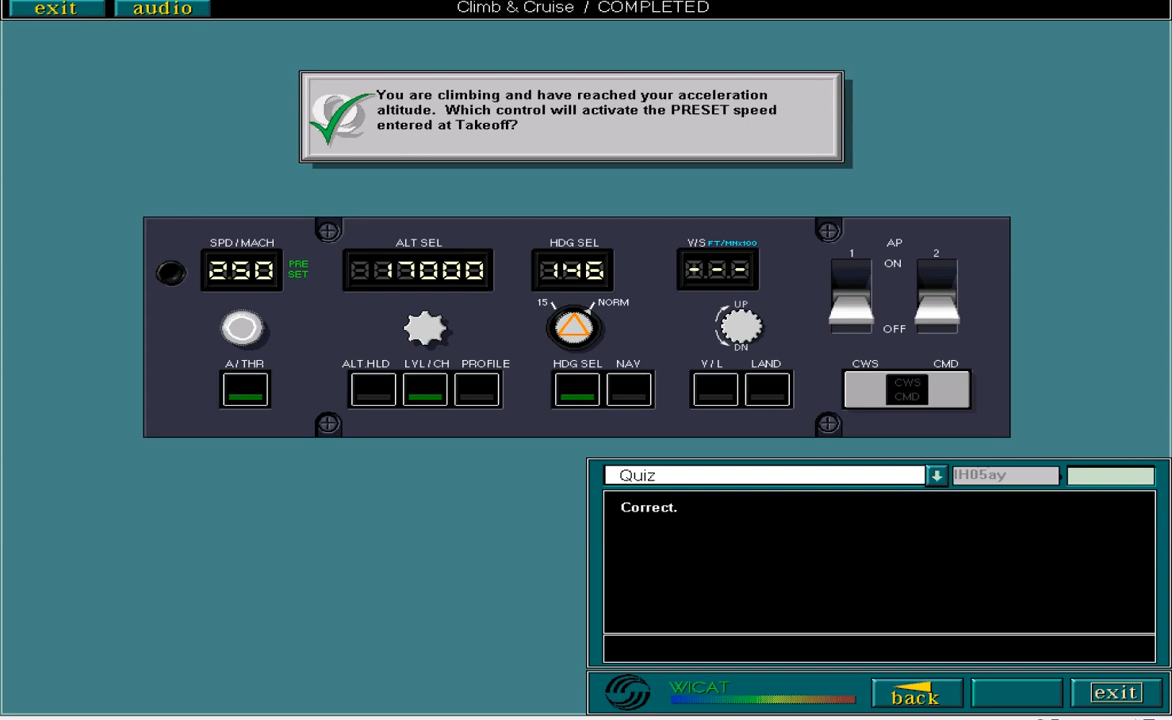 exit audio Climb & Cruise / COMPLETED
You are climbing and have reached your acceleration
altitude. Which control will activate the PRESET speed
entered at Takeoff?
SPD / MACH ALT SEL HDG SEL V/S FT/MNx100 AP
1 ON 2
250 PRE SET 17000 146 ---
15 NORM UP
OFF
DN
A / THR ALT.HLD LVL / CH PROFILE HDG SEL NAV V / L LAND CWS CMD
CWS
CMD
Quiz IH05ay
Correct.
WICAT back exit